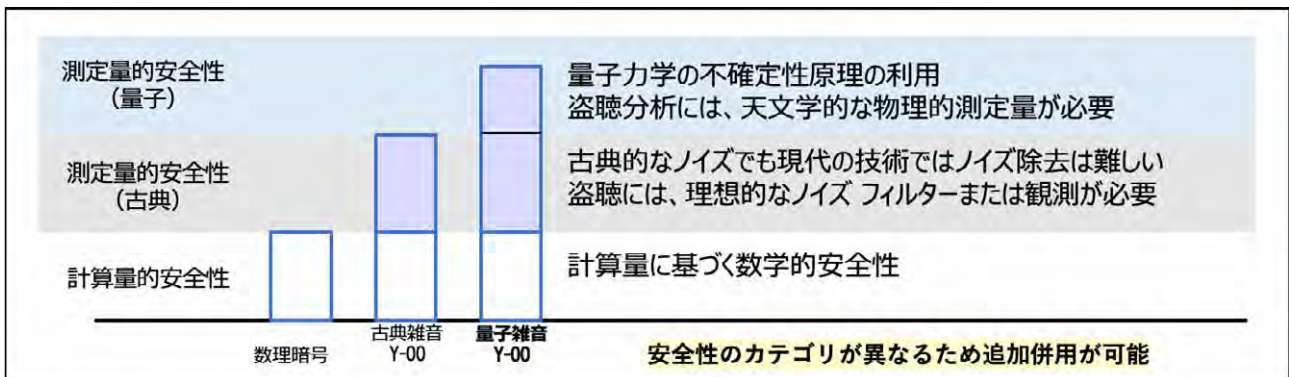 測定量的安全性
(量子)
量子力学の不確定性原理の利用
盗聴分析には、天文学的な物理的測定量が必要
測定量的安全性
(古典)
古典的なノイズでも現代の技術ではノイズ除去は難しい
盗聴には、理想的なノイズ フィルターまたは観測が必要
計算量的安全性
計算量に基づく数学的安全性
数理暗号
古典雑音
Y-00
量子雑音
Y-00
安全性のカテゴリが異なるため追加併用が可能